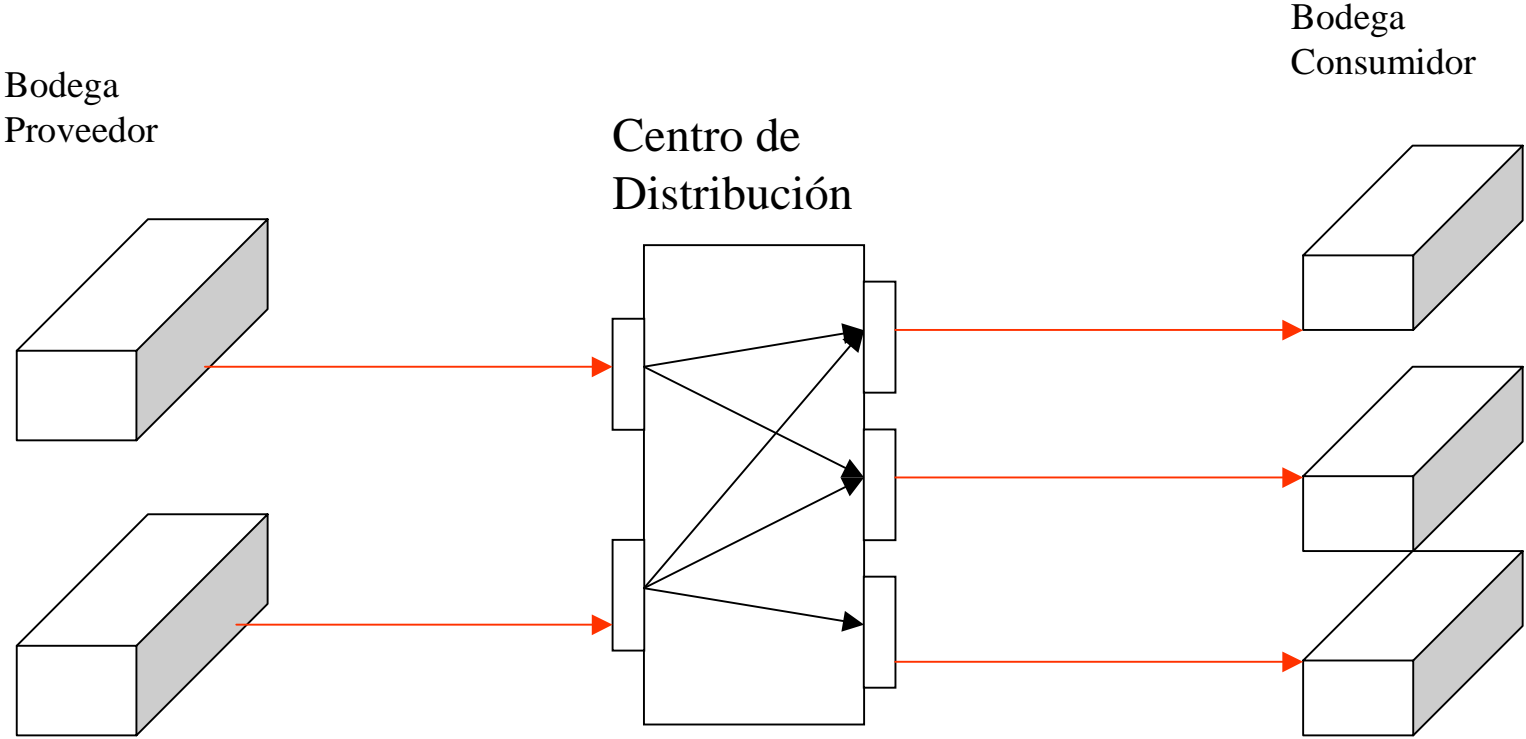 Bodega
Proveedor
Centro de
Distribución
Bodega
Consumidor